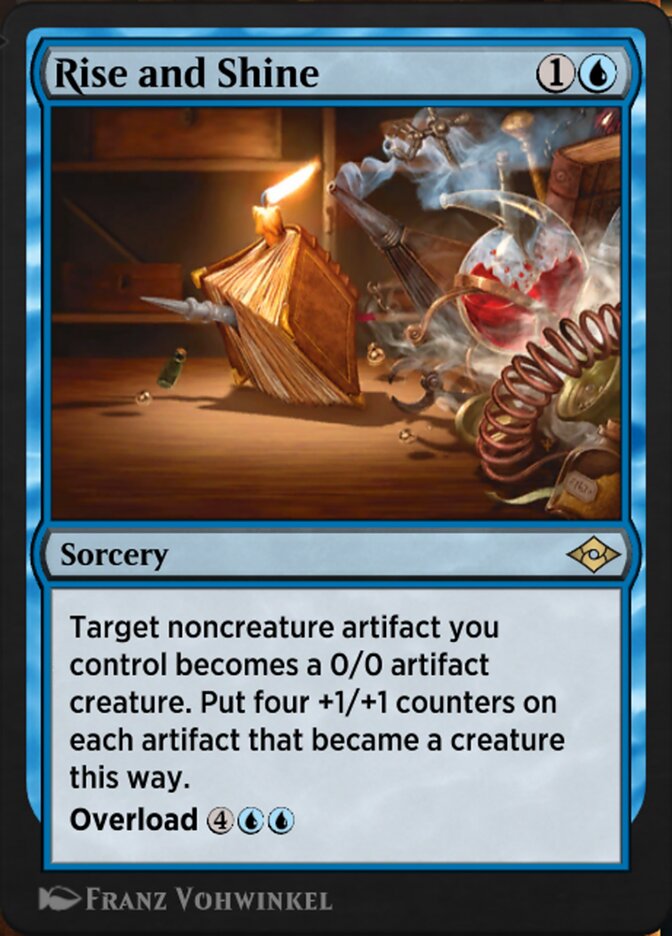 Rise and Shine 1
Sorcery
Target noncreature artifact you
control becomes a 0/0 artifact
creature. Put four +1/+1 counters on
each artifact that became a creature
this way.
Overload 4
Franz Vohwinkel